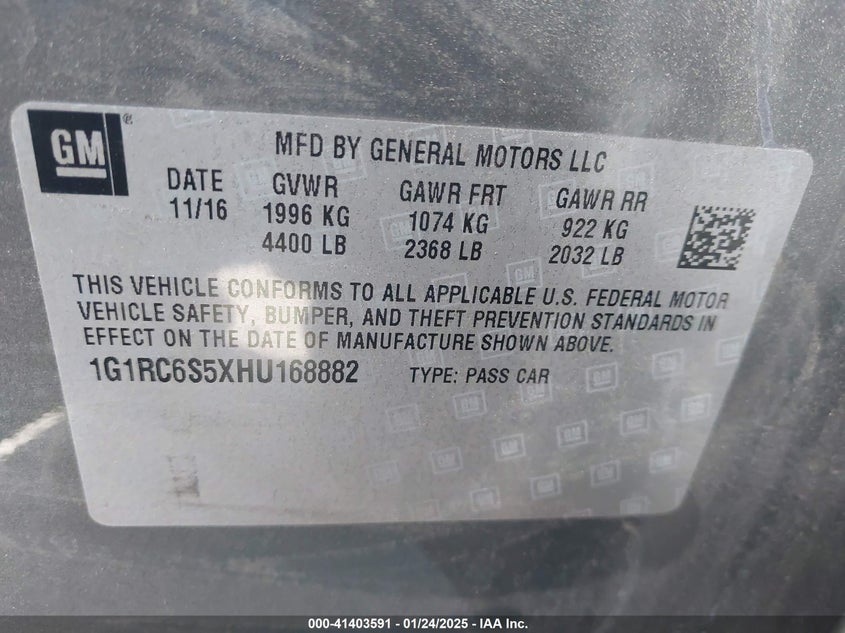 GM®
MFD BY GENERAL MOTORS LLC
DATE GVWR GAWR FRT GAWR RR
11/16 1996 KG 1074 KG 922 KG
4400 LB 2368 LB 2032 LB
THIS VEHICLE CONFORMS TO ALL APPLICABLE U.S. FEDERAL MOTOR
VEHICLE SAFETY, BUMPER, AND THEFT PREVENTION STANDARDS IN
EFFECT ON THE DATE OF MANUFACTURE SHOWN ABOVE.
1G1RC6S5XHU168882 TYPE: PASS CAR
000-41403591 - 01/24/2025 - IAA Inc.